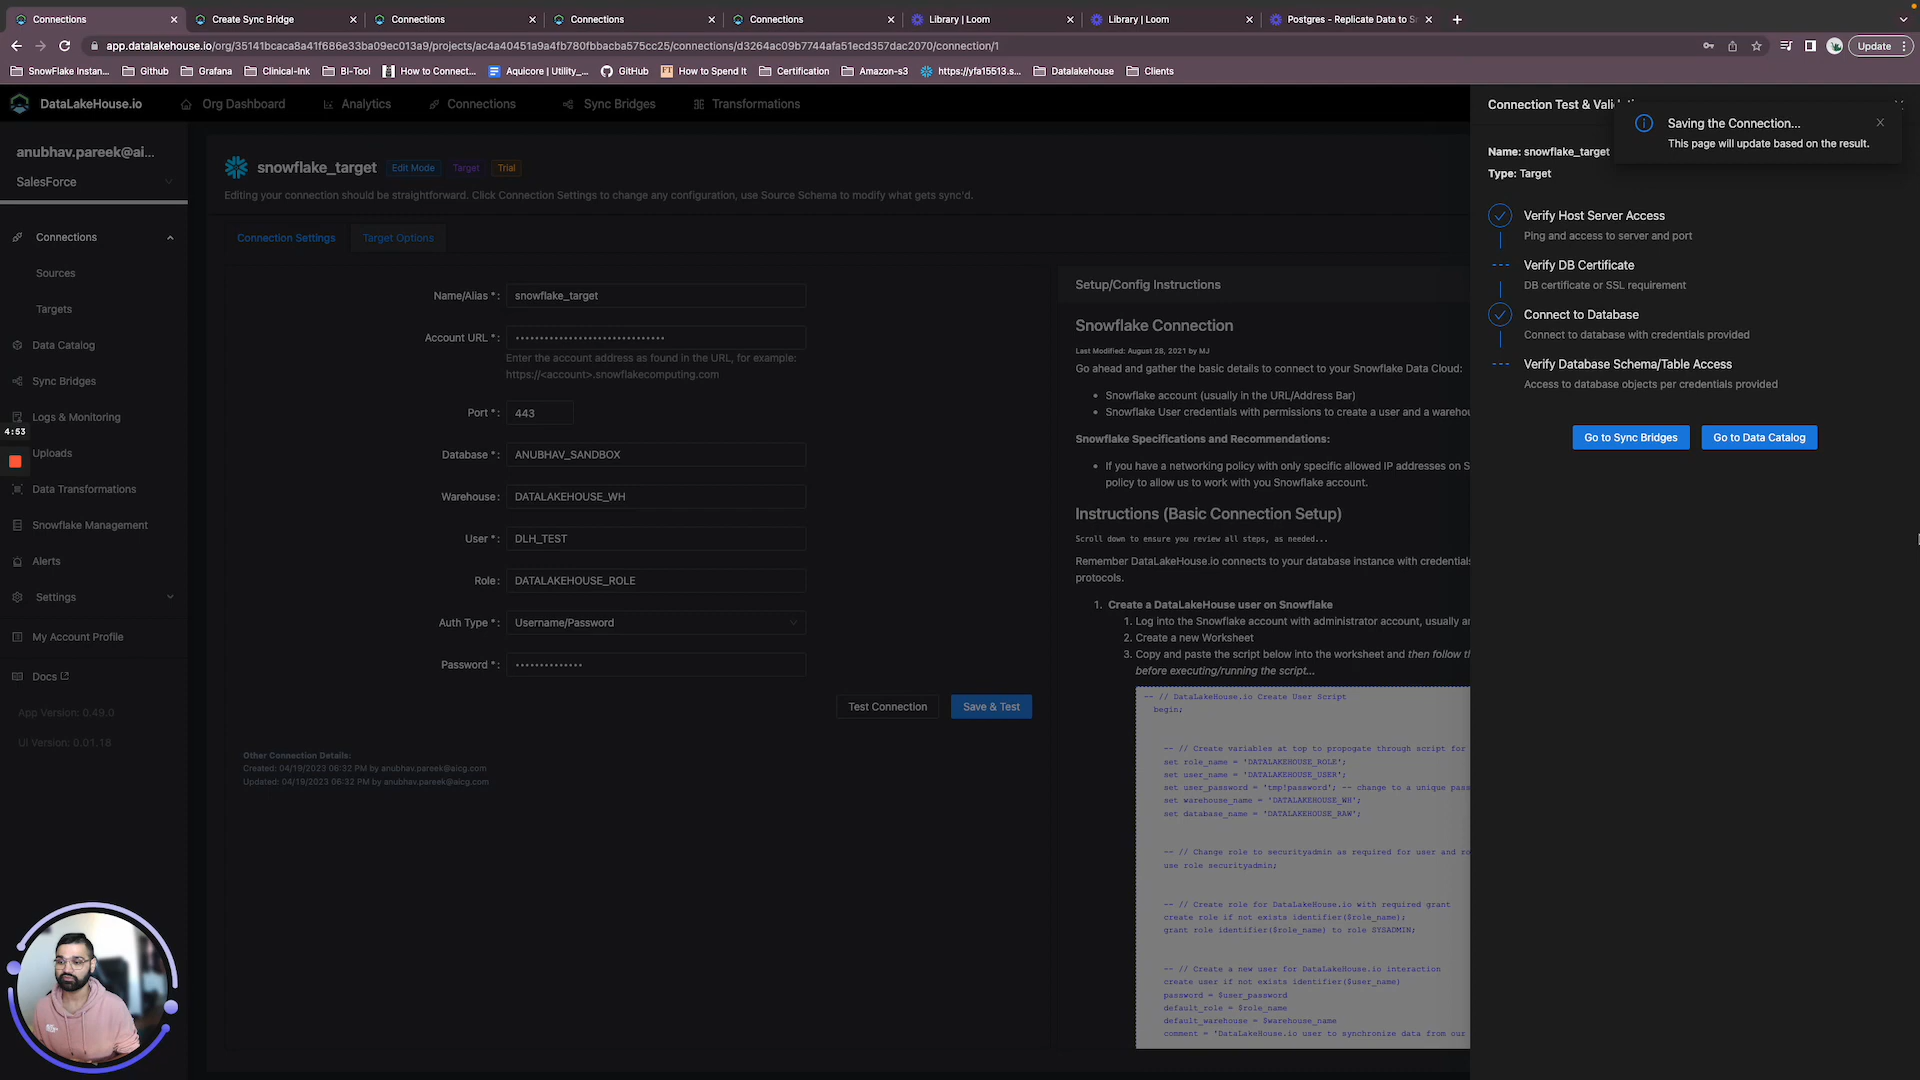 Connections
Create Sync Bridge
Connections
Connections
Connections
Library | Loom
Library | Loom
Postgres - Replicate Data to S
app.datalakehouse.io/org/35141bcaca8a41f686e33ba09ec013a9/projects/ac4a40451a9a4fb780fbbacba575cc25/connections/d3264ac09b7744afa51ecd357dac2070/connection/1
Update
SnowFlake Instan...
Github
Grafana
Clinical-Ink
BI-Tool
How to Connect...
Aquicore | Utility_...
GitHub
FT
How to Spend It
Certification
Amazon-s3
https://yfa15513.s...
Datalakehouse
Clients
DataLakeHouse.io
Org Dashboard
Analytics
Connections
Sync Bridges
Transformations
anubhav.pareek@ai...
SalesForce
Connections
Sources
Targets
Data Catalog
Sync Bridges
Logs & Monitoring
4:53
Uploads
Data Transformations
Snowflake Management
Alerts
Settings
My Account Profile
Docs
App Version: 0.49.0
UI Version: 0.01.18
snowflake_target
Edit Mode
Target
Trial
Editing your connection should be straightforward. Click Connection Settings to change any configuration, use Source Schema to modify what gets sync'd.
Connection Settings
Target Options
Name/Alias * :
snowflake_target
Account URL * :
Enter the account address as found in the URL, for example:
https://<account>.snowflakecomputing.com
Port * :
443
Database * :
ANUBHAV_SANDBOX
Warehouse :
DATALAKEHOUSE_WH
User * :
DLH_TEST
Role :
DATALAKEHOUSE_ROLE
Auth Type * :
Username/Password
Password * :
Test Connection
Save & Test
Other Connection Details:
Created: 04/19/2023 06:32 PM by anubhav.pareek@aicg.com
Updated: 04/19/2023 06:32 PM by anubhav.pareek@aicg.com
Setup/Config Instructions
Snowflake Connection
Last Modified: August 28, 2021 by MJ
Go ahead and gather the basic details to connect to your Snowflake Data Cloud:
• Snowflake account (usually in the URL/Address Bar)
• Snowflake User credentials with permissions to create a user and a warehou
Snowflake Specifications and Recommendations:
• If you have a networking policy with only specific allowed IP addresses on S
policy to allow us to work with you Snowflake account.
Instructions (Basic Connection Setup)
Scroll down to ensure you review all steps, as needed...
Remember DataLakeHouse.io connects to your database instance with credentials
protocols.
1. Create a DataLakeHouse user on Snowflake
1. Log into the Snowflake account with administrator account, usually an
2. Create a new Worksheet
3. Copy and paste the script below into the worksheet and then follow th
before executing/running the script...
-- // DataLakeHouse.io Create User Script
begin;
-- // Create variables at top to propogate through script for
set role_name = 'DATALAKEHOUSE_ROLE';
set user_name = 'DATALAKEHOUSE_USER';
set user_password = 'tmp!password'; -- change to a unique pass
set warehouse_name = 'DATALAKEHOUSE_WH';
set database_name = 'DATALAKEHOUSE_RAW';
-- // Change role to securityadmin as required for user and ro
use role securityadmin;
-- // Create role for DataLakeHouse.io with required grant
create role if not exists identifier($role_name);
grant role identifier($role_name) to role SYSADMIN;
-- // Create a new user for DataLakeHouse.io interaction
create user if not exists identifier($user_name)
password = $user_password
default_role = $role_name
default_warehouse = $warehouse_name
comment = 'DataLakeHouse.io user to synchronize data from our
Connection Test &
Saving the Connection...
This page will update based on the result.
Name: snowflake_target
Type: Target
Verify Host Server Access
Ping and access to server and port
Verify DB Certificate
DB certificate or SSL requirement
Connect to Database
Connect to database with credentials provided
Verify Database Schema/Table Access
Access to database objects per credentials provided
Go to Sync Bridges
Go to Data Catalog